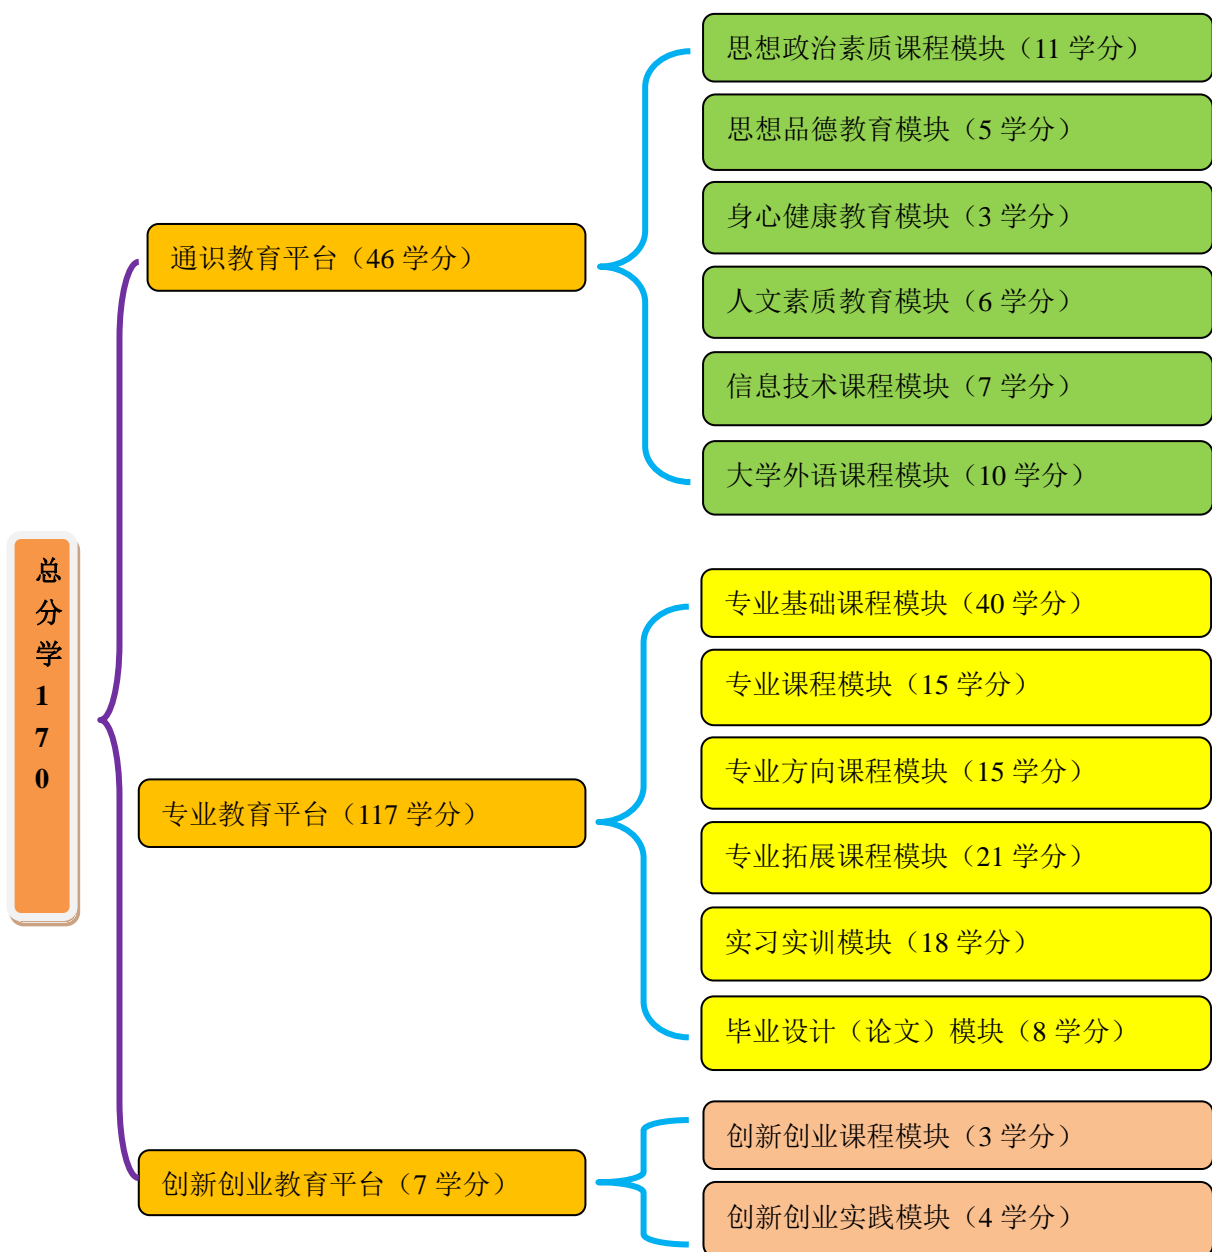 总
分
学
1
7
0
通识教育平台（46 学分）
思想政治素质课程模块（11 学分）
思想品德教育模块（5 学分）
身心健康教育模块（3 学分）
人文素质教育模块（6 学分）
信息技术课程模块（7 学分）
大学外语课程模块（10 学分）
专业教育平台（117 学分）
专业基础课程模块（40 学分）
专业课程模块（15 学分）
专业方向课程模块（15 学分）
专业拓展课程模块（21 学分）
实习实训模块（18 学分）
毕业设计（论文）模块（8 学分）
创新创业教育平台（7 学分）
创新创业课程模块（3 学分）
创新创业实践模块（4 学分）